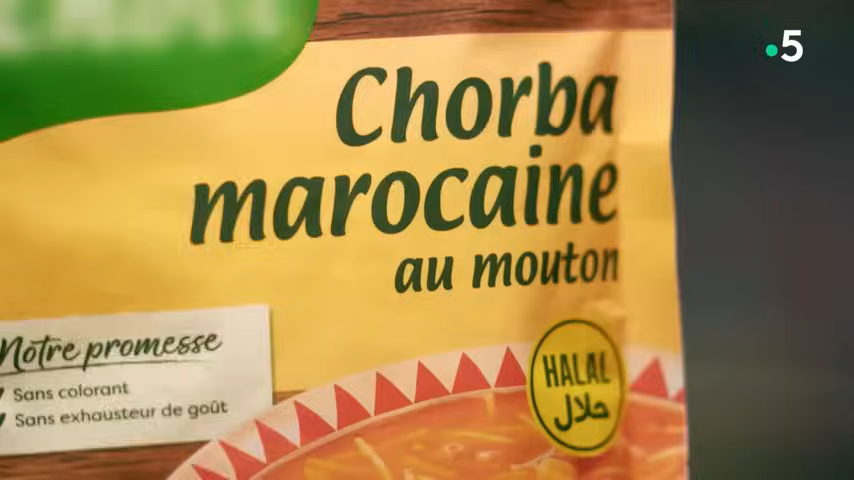 5
Chorba
marocaine
au mouton
Notre promesse
Sans colorant
Sans exhausteur de goût
HALAL
حلال